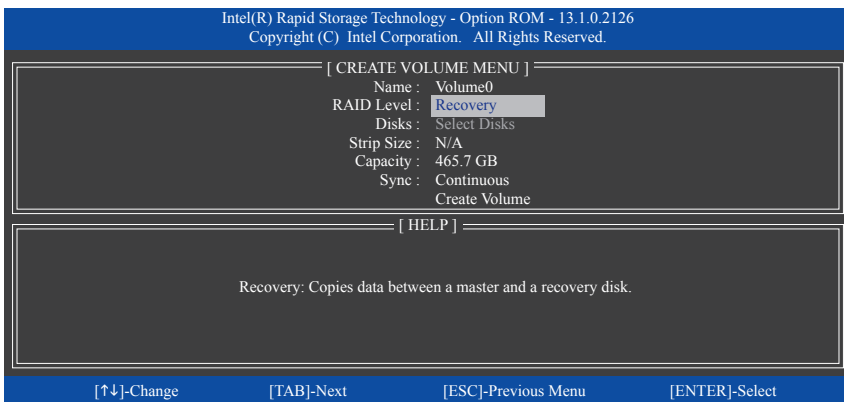 Intel(R) Rapid Storage Technology - Option ROM - 13.1.0.2126
Copyright (C) Intel Corporation. All Rights Reserved.
[ CREATE VOLUME MENU ]
Name : Volume0
RAID Level : Recovery
Disks : Select Disks
Strip Size : N/A
Capacity : 465.7 GB
Sync : Continuous
Create Volume
[ HELP ]
Recovery: Copies data between a master and a recovery disk.
[↑↓]-Change [TAB]-Next [ESC]-Previous Menu [ENTER]-Select